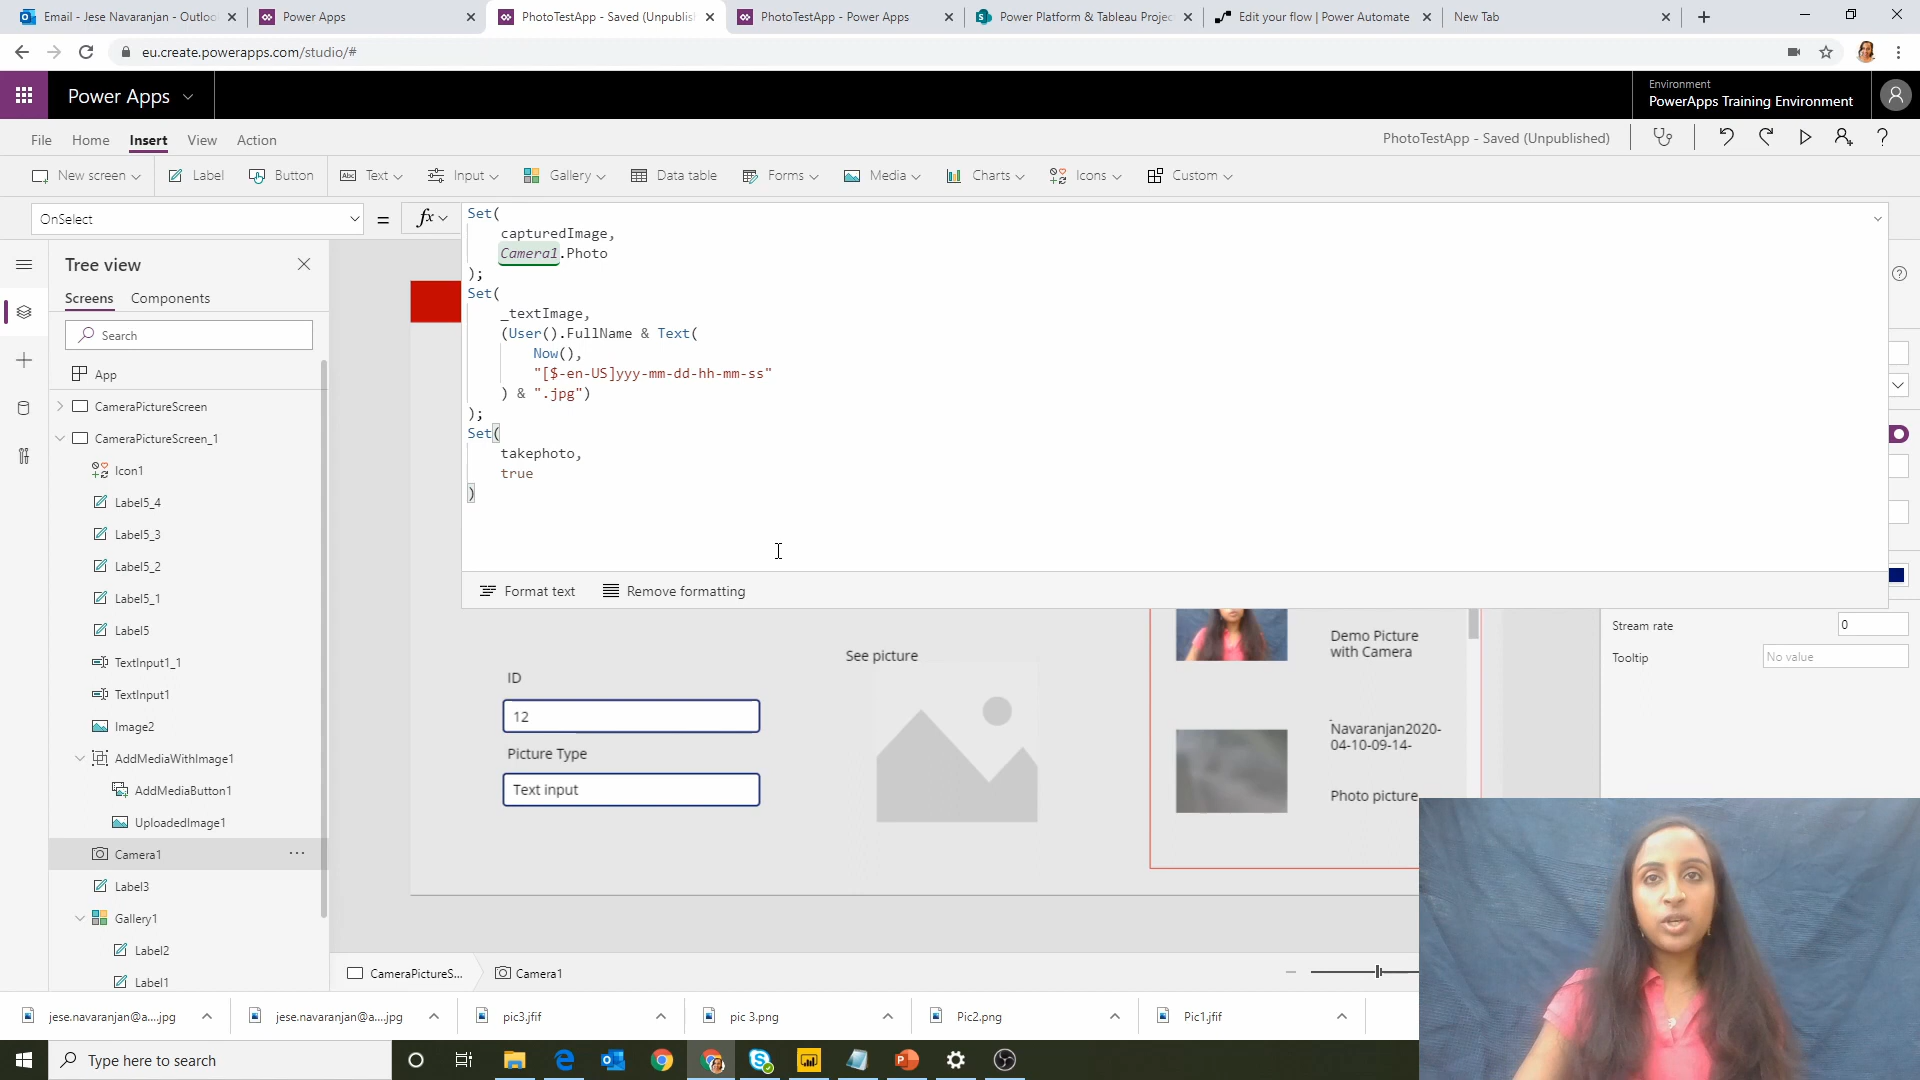 Email - Jese Navaranjan - Outloo
Power Apps
PhotoTestApp - Saved (Unpublis
PhotoTestApp - Power Apps
Power Platform & Tableau Projec
Edit your flow | Power Automate
New Tab
eu.create.powerapps.com/studio/#
Power Apps
Environment
PowerApps Training Environment
File Home Insert View Action
PhotoTestApp - Saved (Unpublished)
New screen Label Button Text Input Gallery Data table Forms Media Charts Icons Custom
OnSelect = fx
Set(
capturedImage,
Camera1.Photo
);
Set(
_textImage,
(User().FullName & Text(
Now(),
"[$-en-US]yyy-mm-dd-hh-mm-ss"
) & ".jpg")
);
Set(
takephoto,
true
)
Format text Remove formatting
Tree view
Screens Components
Search
App
CameraPictureScreen
CameraPictureScreen_1
Icon1
Label5_4
Label5_3
Label5_2
Label5_1
Label5
TextInput1_1
TextInput1
Image2
AddMediaWithImage1
AddMediaButton1
UploadedImage1
Camera1
Label3
Gallery1
Label2
Label1
ID
12
Picture Type
Text input
See picture
Demo Picture
with Camera
Navaranjan2020-
04-10-09-14-
Photo picture
Stream rate 0
Tooltip No value
CameraPictureS... Camera1
jese.navaranjan@a....jpg
jese.navaranjan@a....jpg
pic3.jfif
pic 3.png
Pic2.png
Pic1.jfif
Type here to search